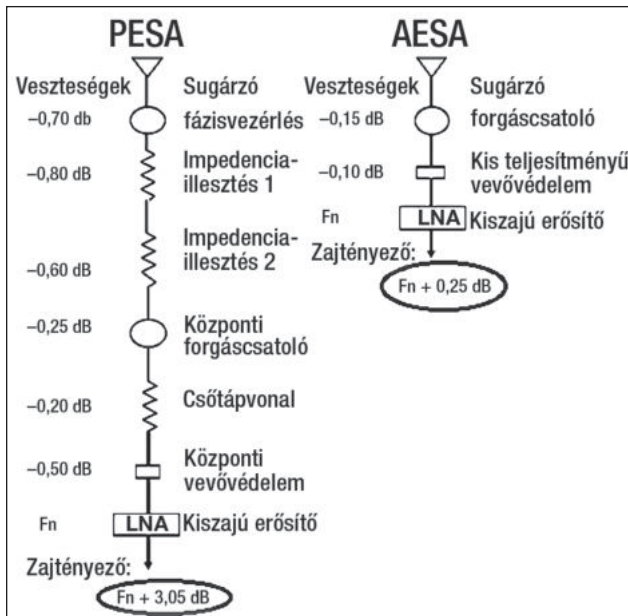 PESA
Veszteségek
Sugárzó
–0,70 db
fázisvezérlés
–0,80 dB
Impedencia-
illesztés 1
Impedencia-
illesztés 2
–0,60 dB
–0,25 dB
Központi
forgáscsatoló
–0,20 dB
Csőtápvonal
–0,50 dB
Központi
vevővédelem
Fn
LNA
Kiszajú erősítő
Zajtényező:
Fn + 3,05 dB
AESA
Veszteségek
Sugárzó
–0,15 dB
forgáscsatoló
–0,10 dB
Kis teljesítményű
vevővédelem
Fn
LNA
Kiszajú erősítő
Zajtényező:
Fn + 0,25 dB